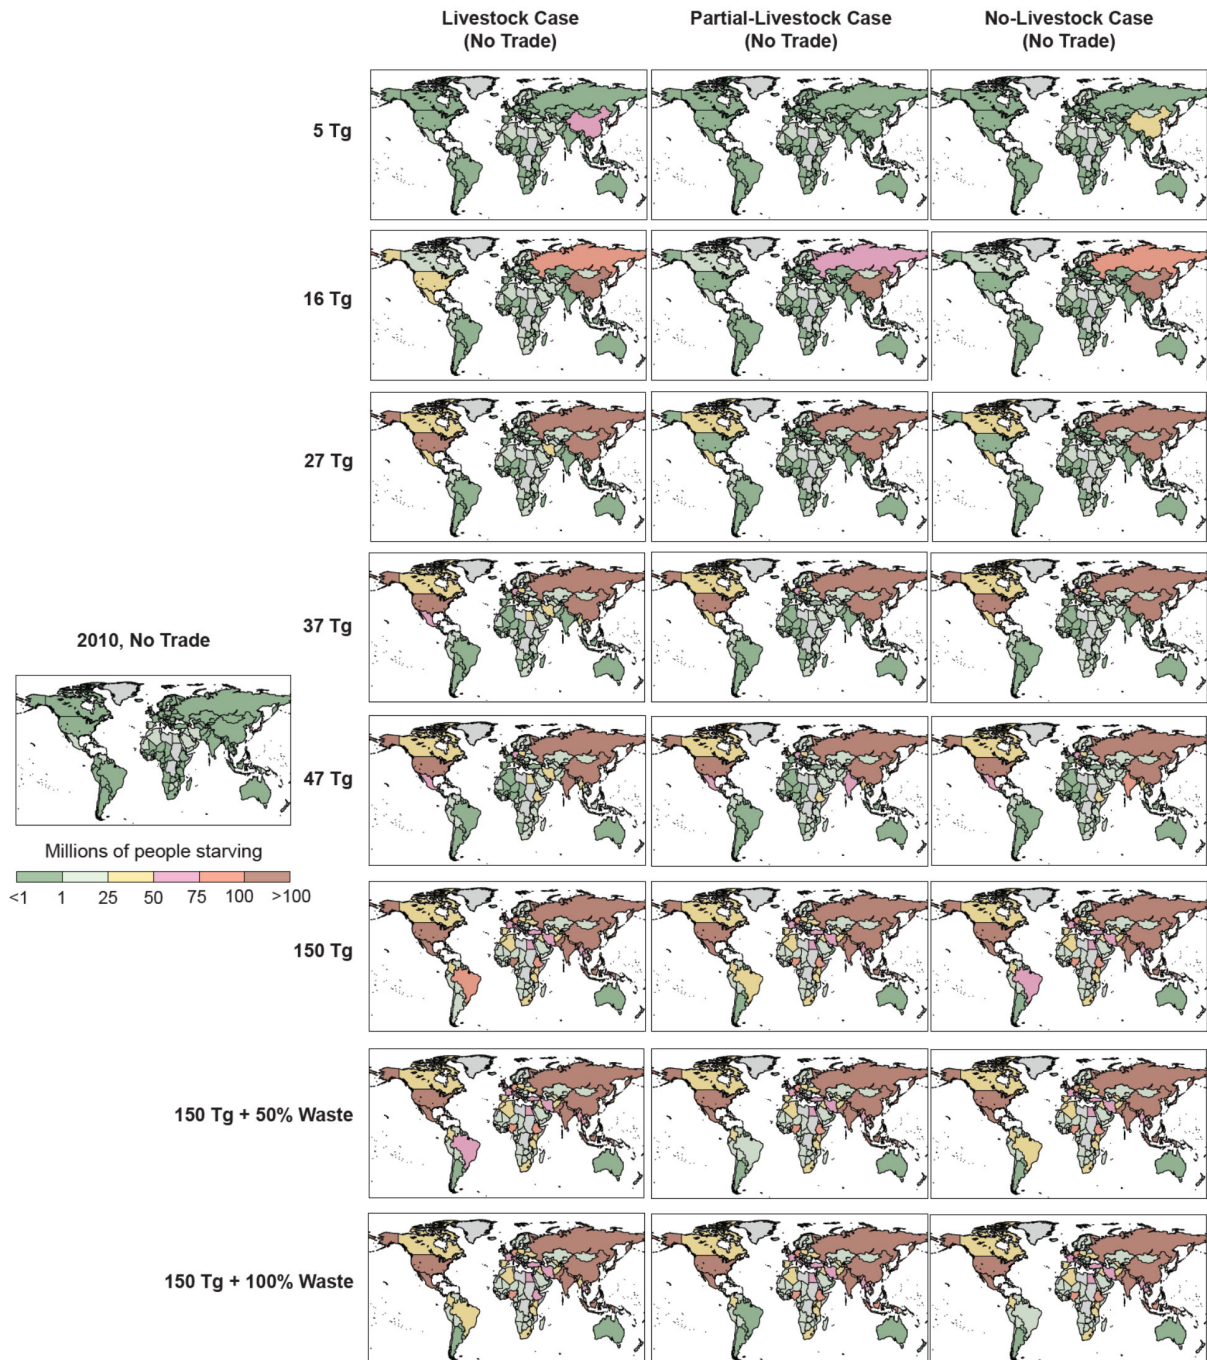 Livestock Case
(No Trade)
Partial-Livestock Case
(No Trade)
No-Livestock Case
(No Trade)
5 Tg
16 Tg
27 Tg
37 Tg
2010, No Trade
47 Tg
Millions of people starving
<1 1 25 50 75 100 >100
150 Tg
150 Tg + 50% Waste
150 Tg + 100% Waste